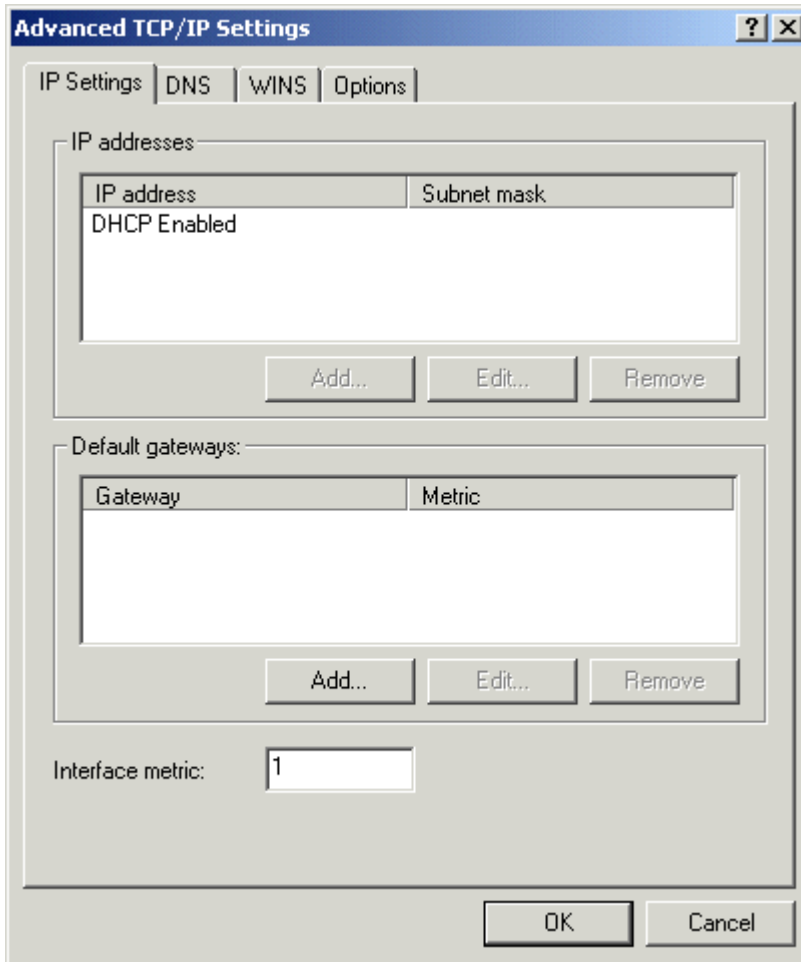 Advanced TCP/IP Settings
IP Settings DNS WINS Options
IP addresses
IP address Subnet mask
DHCP Enabled
Add... Edit... Remove
Default gateways:
Gateway Metric
Add... Edit... Remove
Interface metric: 1
OK Cancel